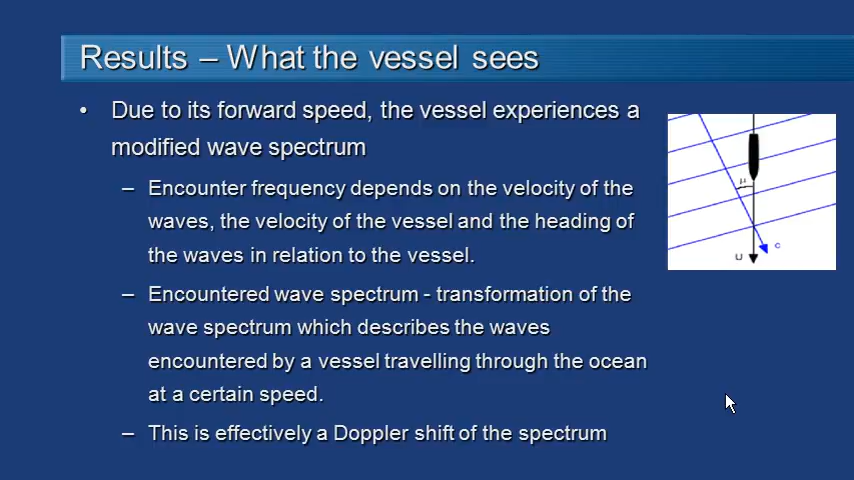 Results – What the vessel sees
• Due to its forward speed, the vessel experiences a
modified wave spectrum
– Encounter frequency depends on the velocity of the
waves, the velocity of the vessel and the heading of
the waves in relation to the vessel.
– Encountered wave spectrum - transformation of the
wave spectrum which describes the waves
encountered by a vessel travelling through the ocean
at a certain speed.
– This is effectively a Doppler shift of the spectrum
μ
c
U